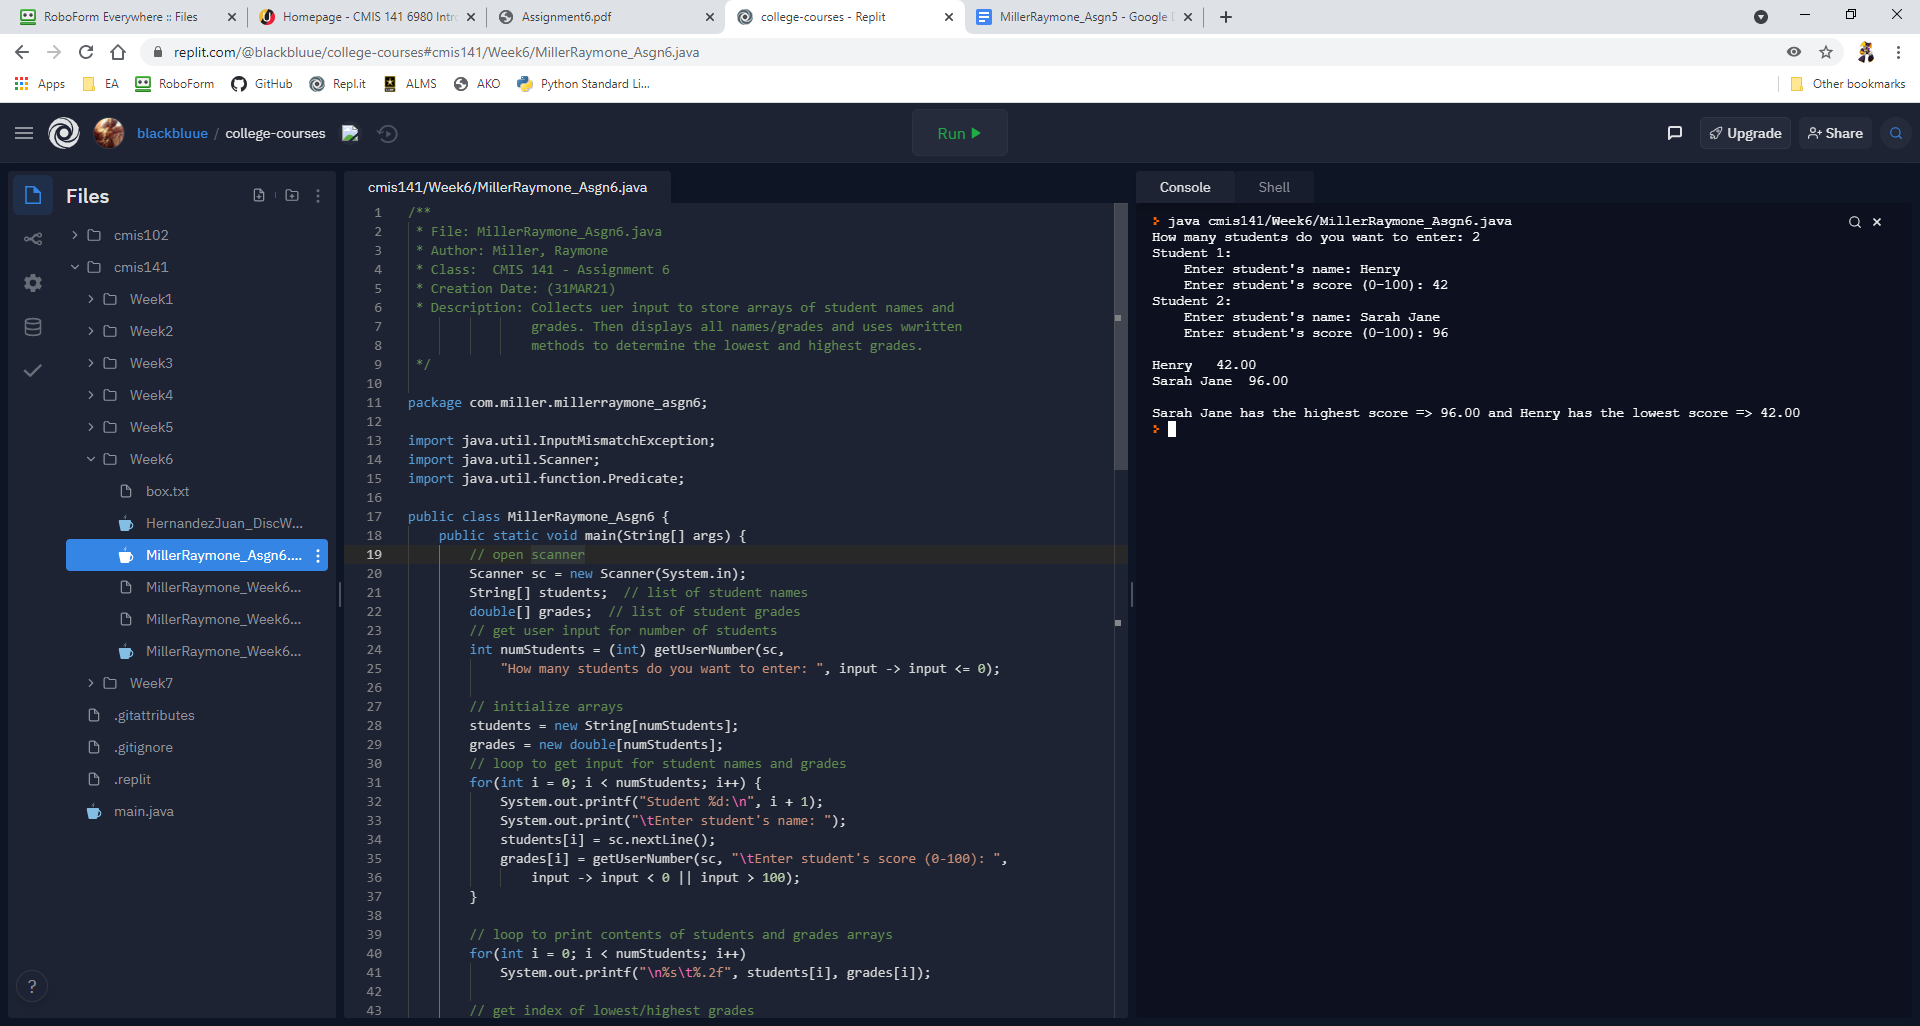 RoboForm Everywhere :: Files
Homepage - CMIS 141 6980 Intro
Assignment6.pdf
college-courses - Replit
MillerRaymone_Asgn5 - Google D
replit.com/@blackbluue/college-courses#cmis141/Week6/MillerRaymone_Asgn6.java
Apps EA RoboForm GitHub Repl.it ALMS AKO Python Standard Li... Other bookmarks
blackbluue / college-courses Run Upgrade Share
Files
cmis102
cmis141
Week1
Week2
Week3
Week4
Week5
Week6
box.txt
HernandezJuan_DiscW...
MillerRaymone_Asgn6....
MillerRaymone_Week6...
MillerRaymone_Week6...
MillerRaymone_Week6...
Week7
.gitattributes
.gitignore
.replit
main.java
?
cmis141/Week6/MillerRaymone_Asgn6.java
1 /**
2 * File: MillerRaymone_Asgn6.java
3 * Author: Miller, Raymone
4 * Class:  CMIS 141 - Assignment 6
5 * Creation Date: (31MAR21)
6 * Description: Collects uer input to store arrays of student names and
7 grades. Then displays all names/grades and uses wwritten
8 methods to determine the lowest and highest grades.
9 */
10
11 package com.miller.millerraymone_asgn6;
12
13 import java.util.InputMismatchException;
14 import java.util.Scanner;
15 import java.util.function.Predicate;
16
17 public class MillerRaymone_Asgn6 {
18 public static void main(String[] args) {
19 // open scanner
20 Scanner sc = new Scanner(System.in);
21 String[] students;  // list of student names
22 double[] grades;  // list of student grades
23 // get user input for number of students
24 int numStudents = (int) getUserNumber(sc,
25 "How many students do you want to enter: ", input -> input <= 0);
26
27 // initialize arrays
28 students = new String[numStudents];
29 grades = new double[numStudents];
30 // loop to get input for student names and grades
31 for(int i = 0; i < numStudents; i++) {
32 System.out.printf("Student %d:\n", i + 1);
33 System.out.print("\tEnter student's name: ");
34 students[i] = sc.nextLine();
35 grades[i] = getUserNumber(sc, "\tEnter student's score (0-100): ",
36 input -> input < 0 || input > 100);
37 }
38
39 // loop to print contents of students and grades arrays
40 for(int i = 0; i < numStudents; i++)
41 System.out.printf("\n%s\t%.2f", students[i], grades[i]);
42
43 // get index of lowest/highest grades
Console Shell
java cmis141/Week6/MillerRaymone_Asgn6.java
How many students do you want to enter: 2
Student 1:
Enter student's name: Henry
Enter student's score (0-100): 42
Student 2:
Enter student's name: Sarah Jane
Enter student's score (0-100): 96
Henry 42.00
Sarah Jane 96.00
Sarah Jane has the highest score => 96.00 and Henry has the lowest score => 42.00